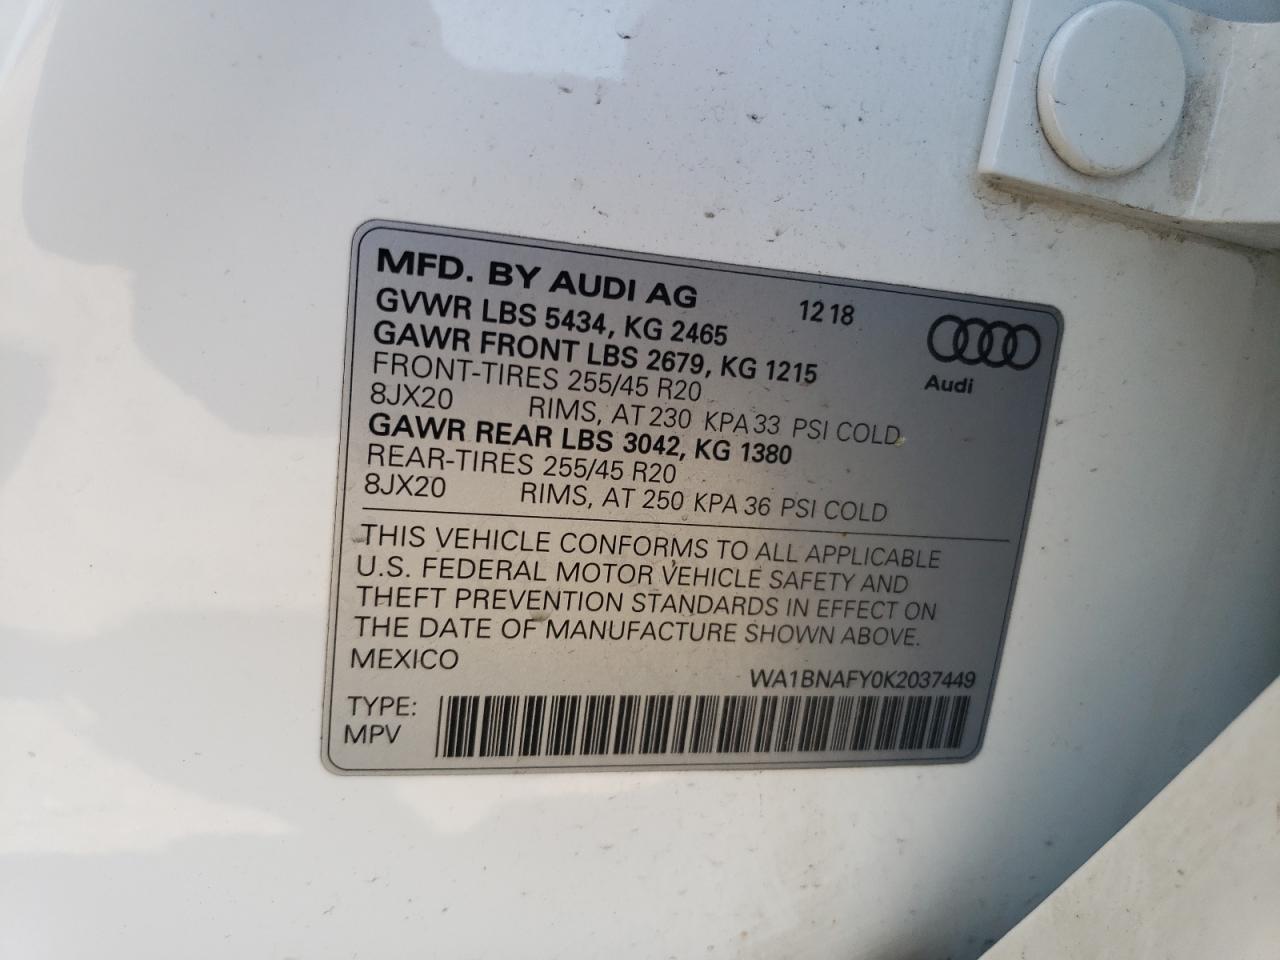 MFD. BY AUDI AG 12 18
GVWR LBS 5434, KG 2465
GAWR FRONT LBS 2679, KG 1215
Audi
FRONT-TIRES 255/45 R20
8JX20 RIMS, AT 230 KPA 33 PSI COLD
GAWR REAR LBS 3042, KG 1380
REAR-TIRES 255/45 R20
8JX20 RIMS, AT 250 KPA 36 PSI COLD
THIS VEHICLE CONFORMS TO ALL APPLICABLE
U.S. FEDERAL MOTOR VEHICLE SAFETY AND
THEFT PREVENTION STANDARDS IN EFFECT ON
THE DATE OF MANUFACTURE SHOWN ABOVE.
MEXICO WA1BNAFY0K2037449
TYPE:
MPV